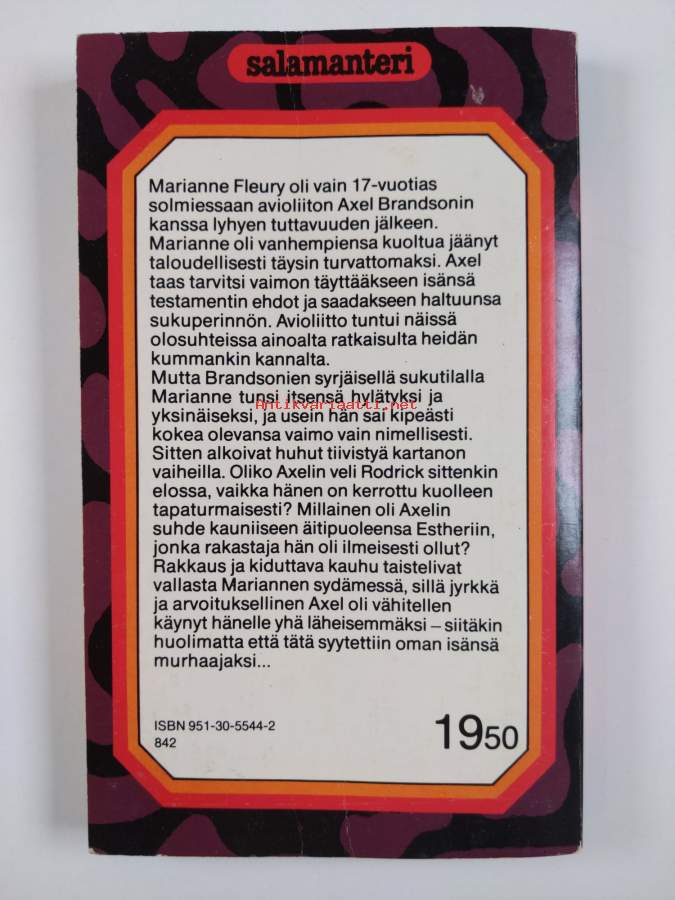 salamanteri
Marianne Fleury oli vain 17-vuotias
solmiessaan avioliiton Axel Brandsonin
kanssa lyhyen tuttavuuden jälkeen.
Marianne oli vanhempiensa kuoltua jäänyt
taloudellisesti täysin turvattomaksi. Axel
taas tarvitsi vaimon täyttääkseen isänsä
testamentin ehdot ja saadakseen haltuunsa
sukuperinnön. Avioliitto tuntui näissä
olosuhteissa ainoalta ratkaisulta heidän
kummankin kannalta.
Mutta Brandsonien syrjäisellä sukutilalla
Marianne tunsi itsensä hylätyksi ja
Antikvariaatti.net
yksinäiseksi, ja usein hän sai kipeästi
kokea olevansa vaimo vain nimellisesti.
Sitten alkoivat huhut tiivistyä kartanon
vaiheilla. Oliko Axelin veli Rodrick sittenkin
elossa, vaikka hänen on kerrottu kuolleen
tapaturmaisesti? Millainen oli Axelin
suhde kauniiseen äitipuoleensa Estheriin,
jonka rakastaja hän oli ilmeisesti ollut?
Rakkaus ja kiduttava kauhu taistelivat
vallasta Mariannen sydämessä, sillä jyrkkä
ja arvoituksellinen Axel oli vähitellen
käynyt hänelle yhä läheisemmäksi – siitäkin
huolimatta että tätä syytettiin oman isänsä
murhaajaksi...
ISBN 951-30-5544-2
842
1950